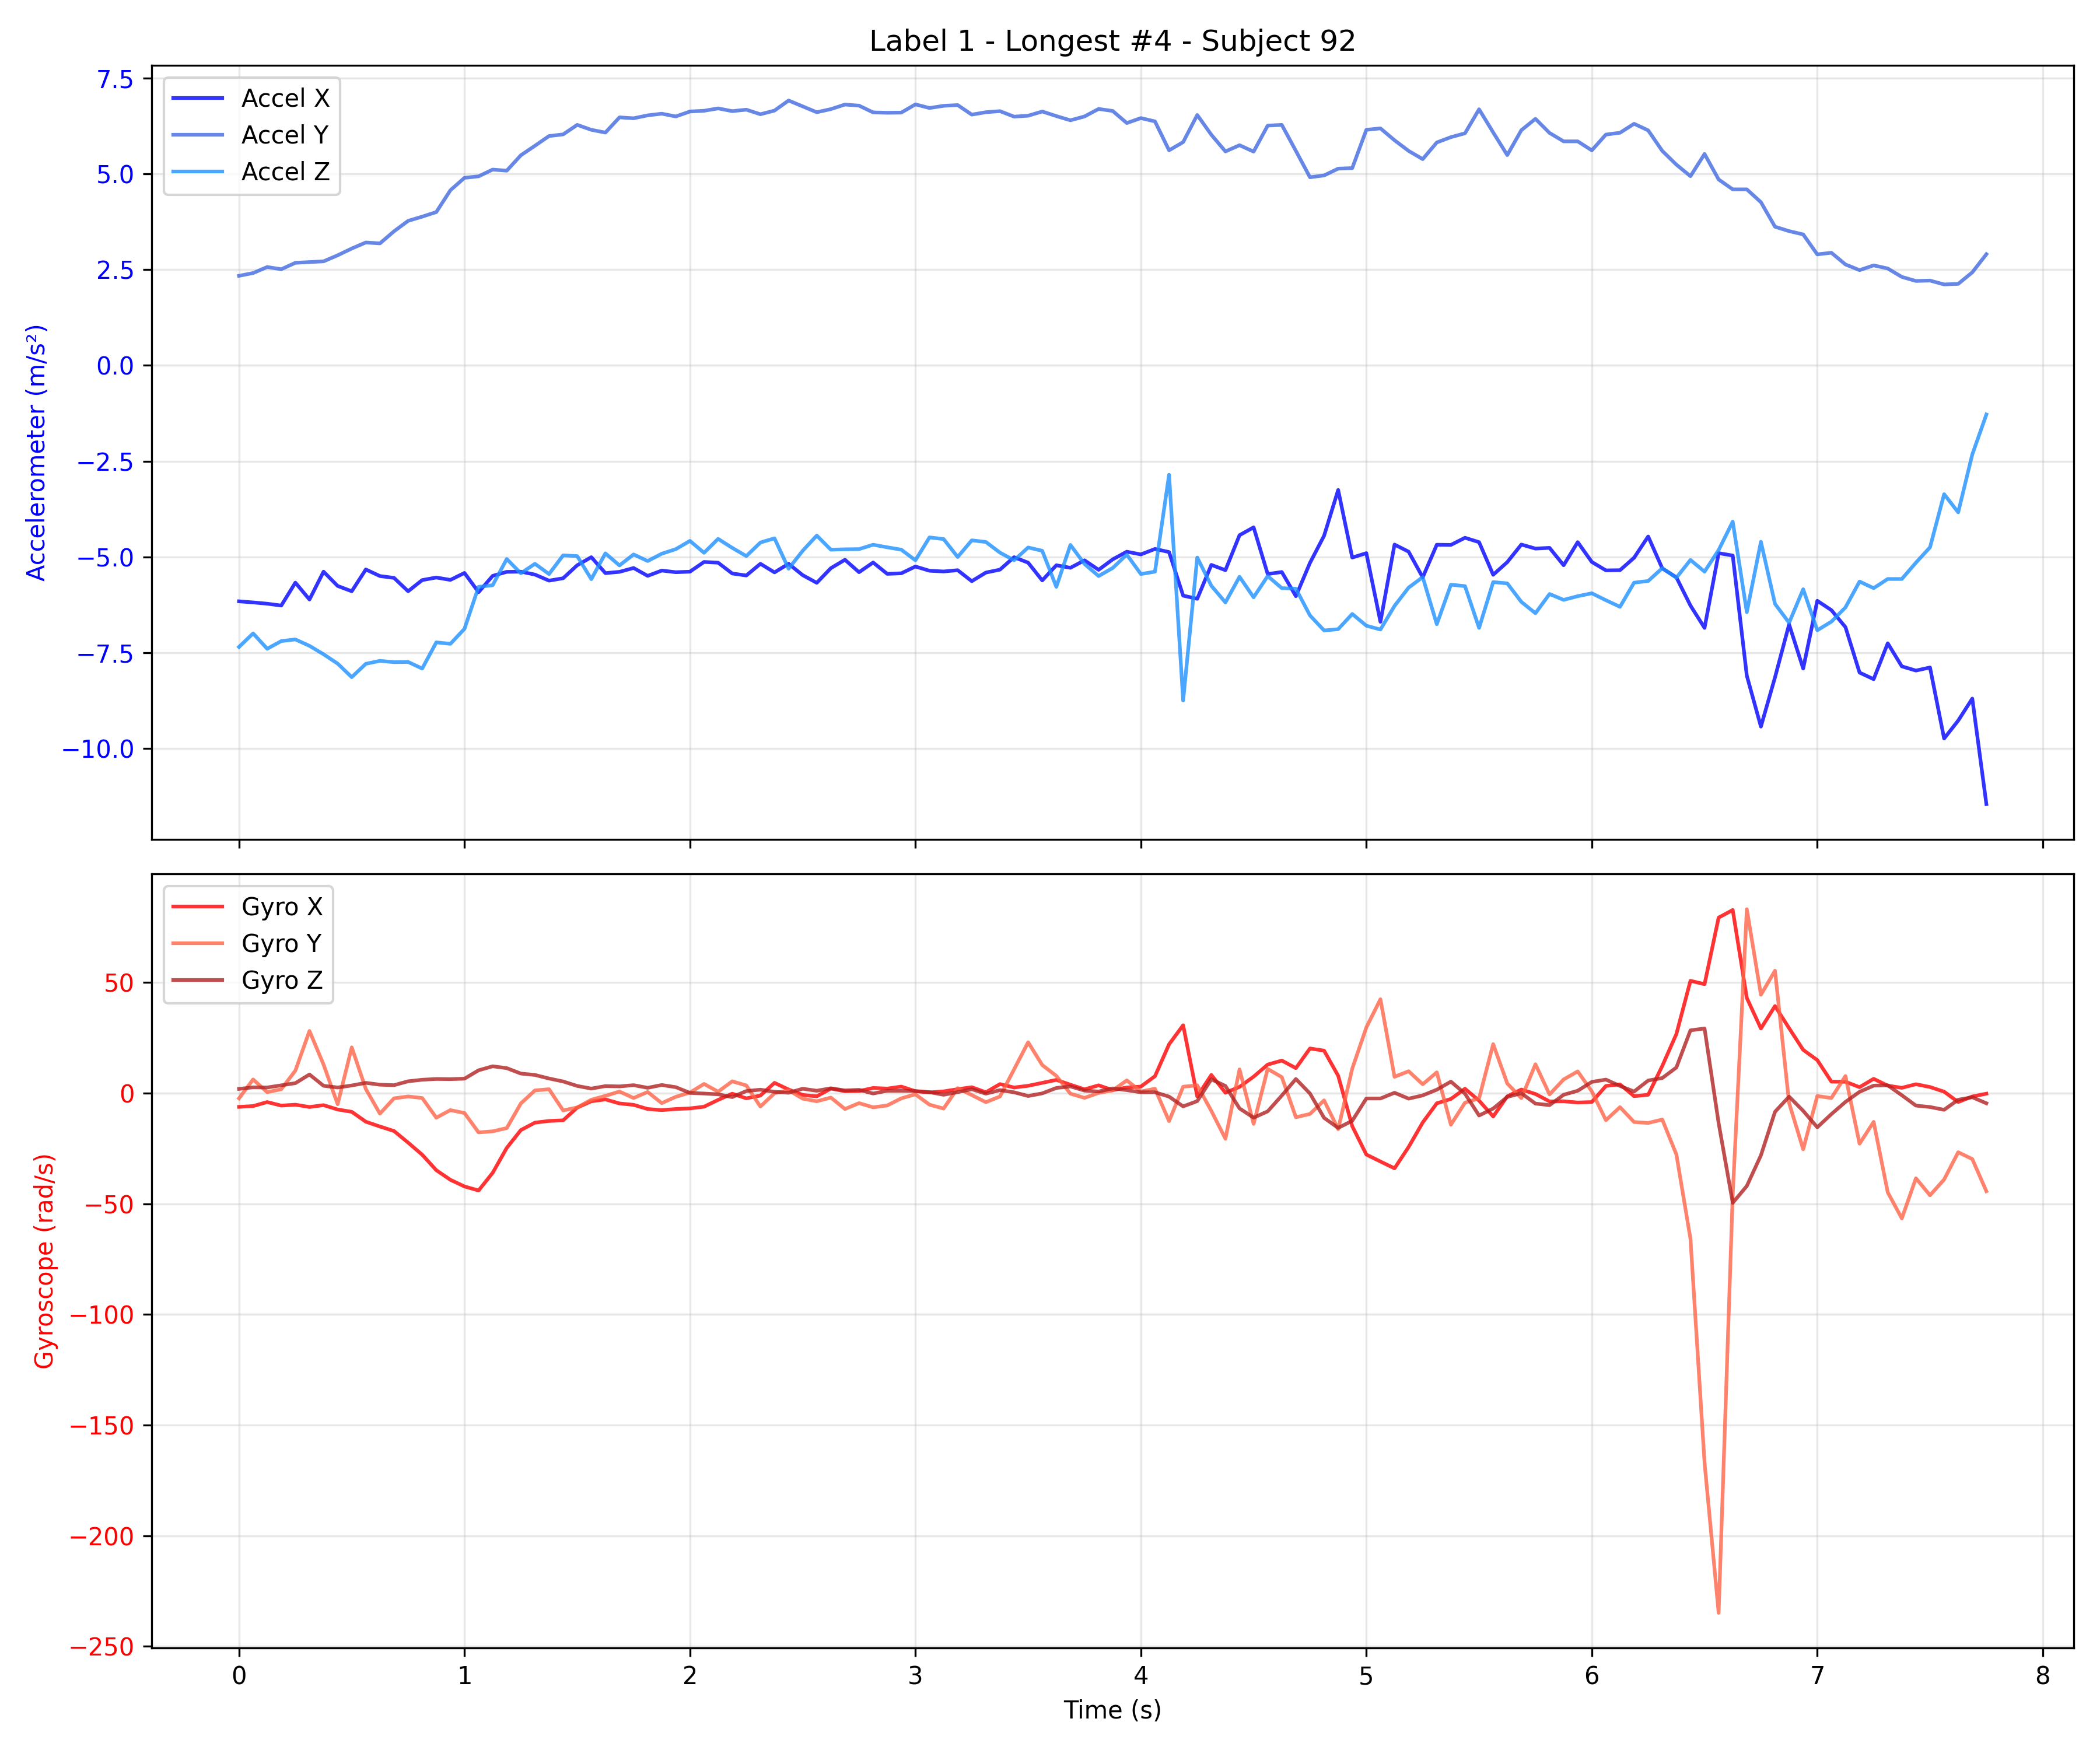 Label 1 - Longest #4 - Subject 92
7.5
5.0
2.5
0.0
−2.5
−5.0
−7.5
−10.0
Accelerometer (m/s²)
Accel X
Accel Y
Accel Z
50
0
−50
−100
−150
−200
−250
Gyroscope (rad/s)
Gyro X
Gyro Y
Gyro Z
0 1 2 3 4 5 6 7 8
Time (s)